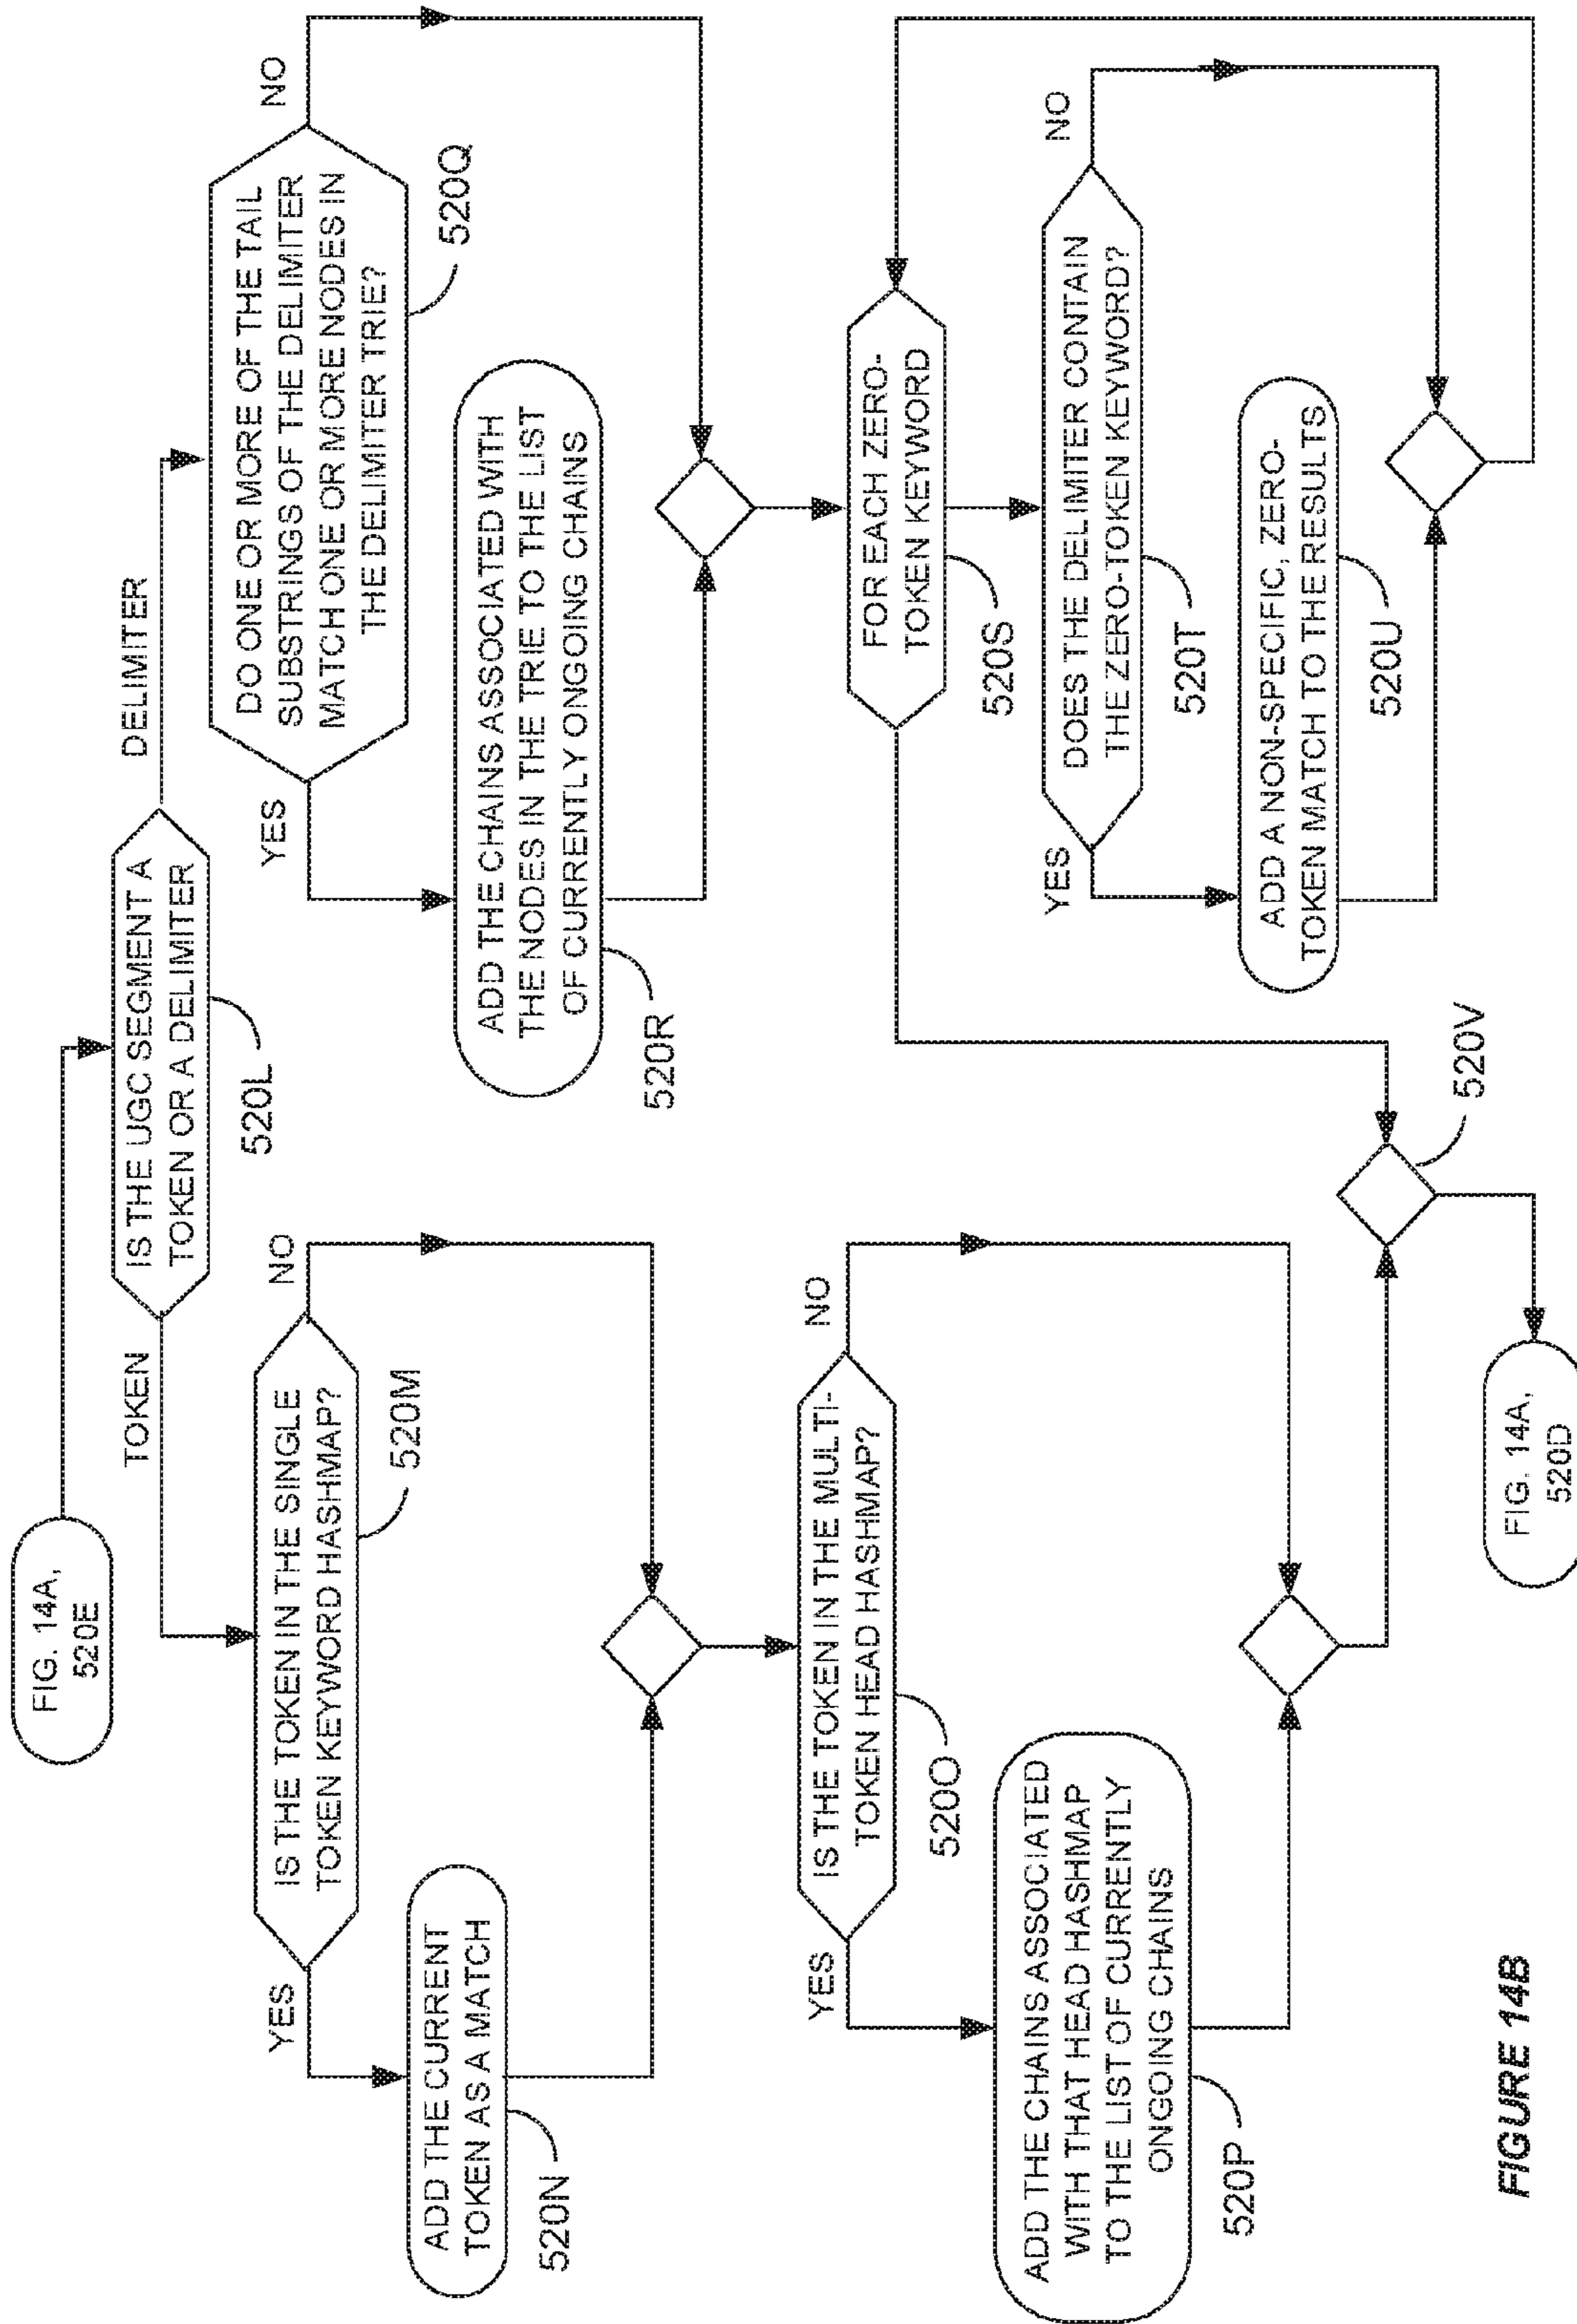 FIG. 14A,
520E
IS THE UGC SEGMENT A
TOKEN OR A DELIMITER
520L
TOKEN
DELIMITER
IS THE TOKEN IN THE SINGLE
TOKEN KEYWORD HASHMAP?
520M
YES
NO
ADD THE CURRENT
TOKEN AS A MATCH
520N
IS THE TOKEN IN THE MULTI-
TOKEN HEAD HASHMAP?
520O
YES
NO
ADD THE CHAINS ASSOCIATED
WITH THAT HEAD HASHMAP
TO THE LIST OF CURRENTLY
ONGOING CHAINS
520P
DO ONE OR MORE OF THE TAIL
SUBSTRINGS OF THE DELIMITER
MATCH ONE OR MORE NODES IN
THE DELIMITER TRIE?
520Q
YES
NO
ADD THE CHAINS ASSOCIATED WITH
THE NODES IN THE TRIE TO THE LIST
OF CURRENTLY ONGOING CHAINS
520R
FOR EACH ZERO-
TOKEN KEYWORD
520S
DOES THE DELIMITER CONTAIN
THE ZERO-TOKEN KEYWORD?
520T
YES
NO
ADD A NON-SPECIFIC, ZERO-
TOKEN MATCH TO THE RESULTS
520U
520V
FIG. 14A,
520D
FIGURE 14B